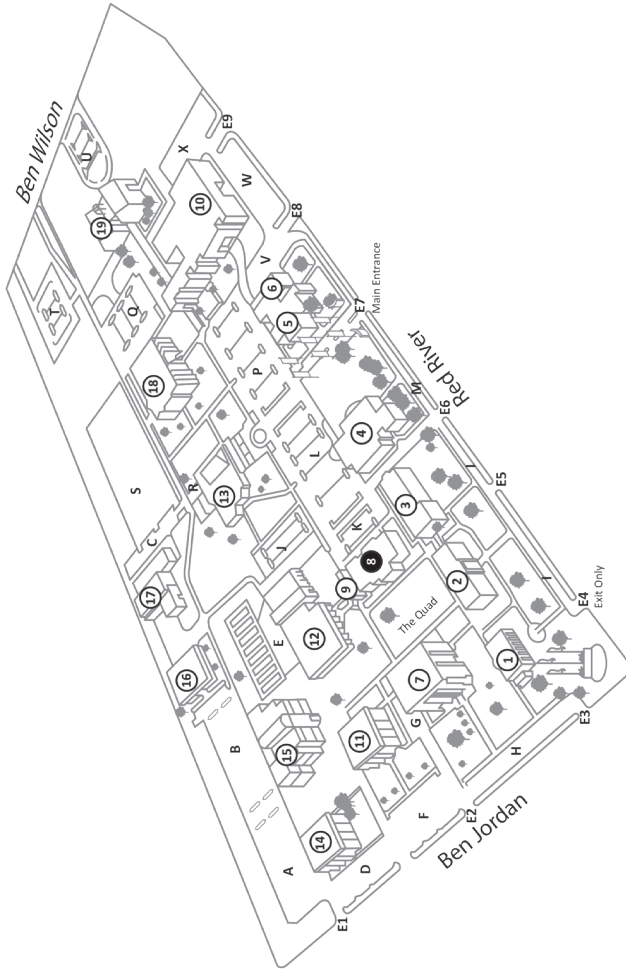 Ben Wilson
U
19
X
E9
T
Q
10
W
E8
V
6
5
E7
Main Entrance
18
P
Red River
M
E6
S
R
13
L
4
C
J
K
3
I
E5
17
9
8
2
I
E4
Exit Only
16
E
12
The Quad
1
B
15
7
11
G
E3
H
14
A
F
E2
Ben Jordan
D
E1